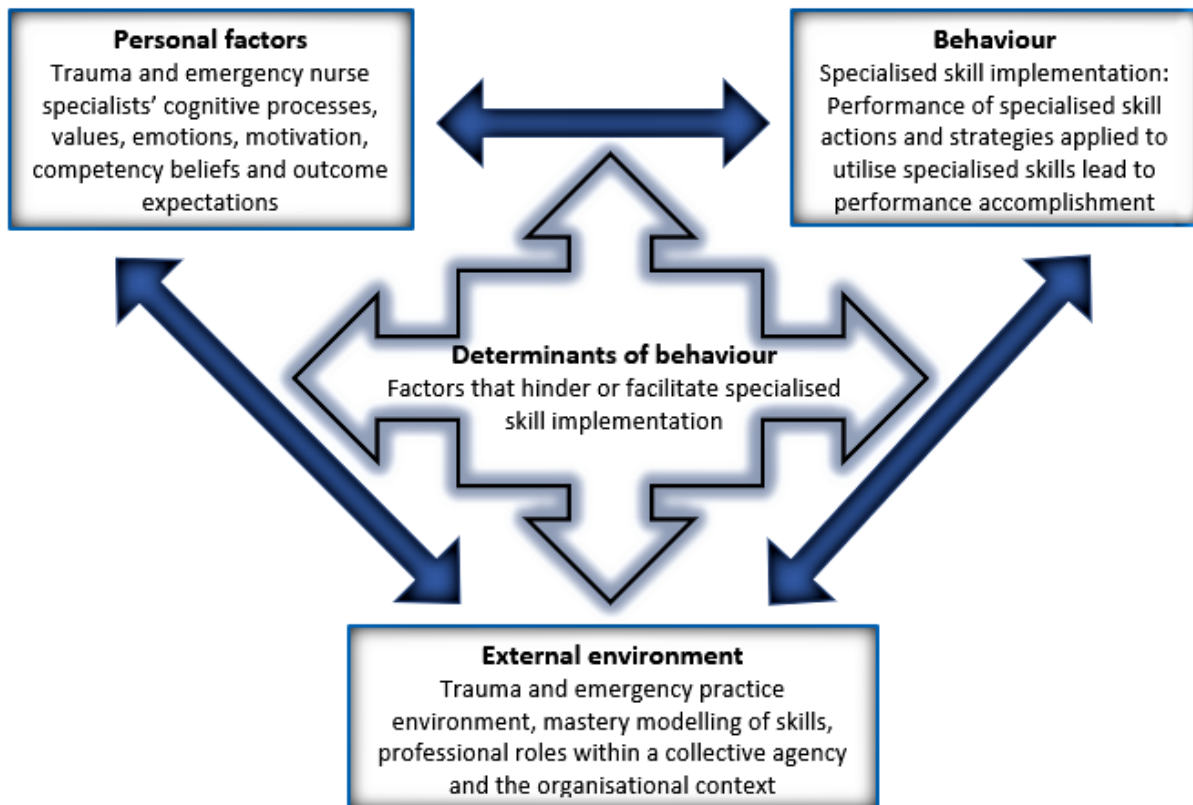 Personal factors
Trauma and emergency nurse
specialists’ cognitive processes,
values, emotions, motivation,
competency beliefs and outcome
expectations
Behaviour
Specialised skill implementation:
Performance of specialised skill
actions and strategies applied to
utilise specialised skills lead to
performance accomplishment
Determinants of behaviour
Factors that hinder or facilitate specialised
skill implementation
External environment
Trauma and emergency practice
environment, mastery modelling of skills,
professional roles within a collective agency
and the organisational context